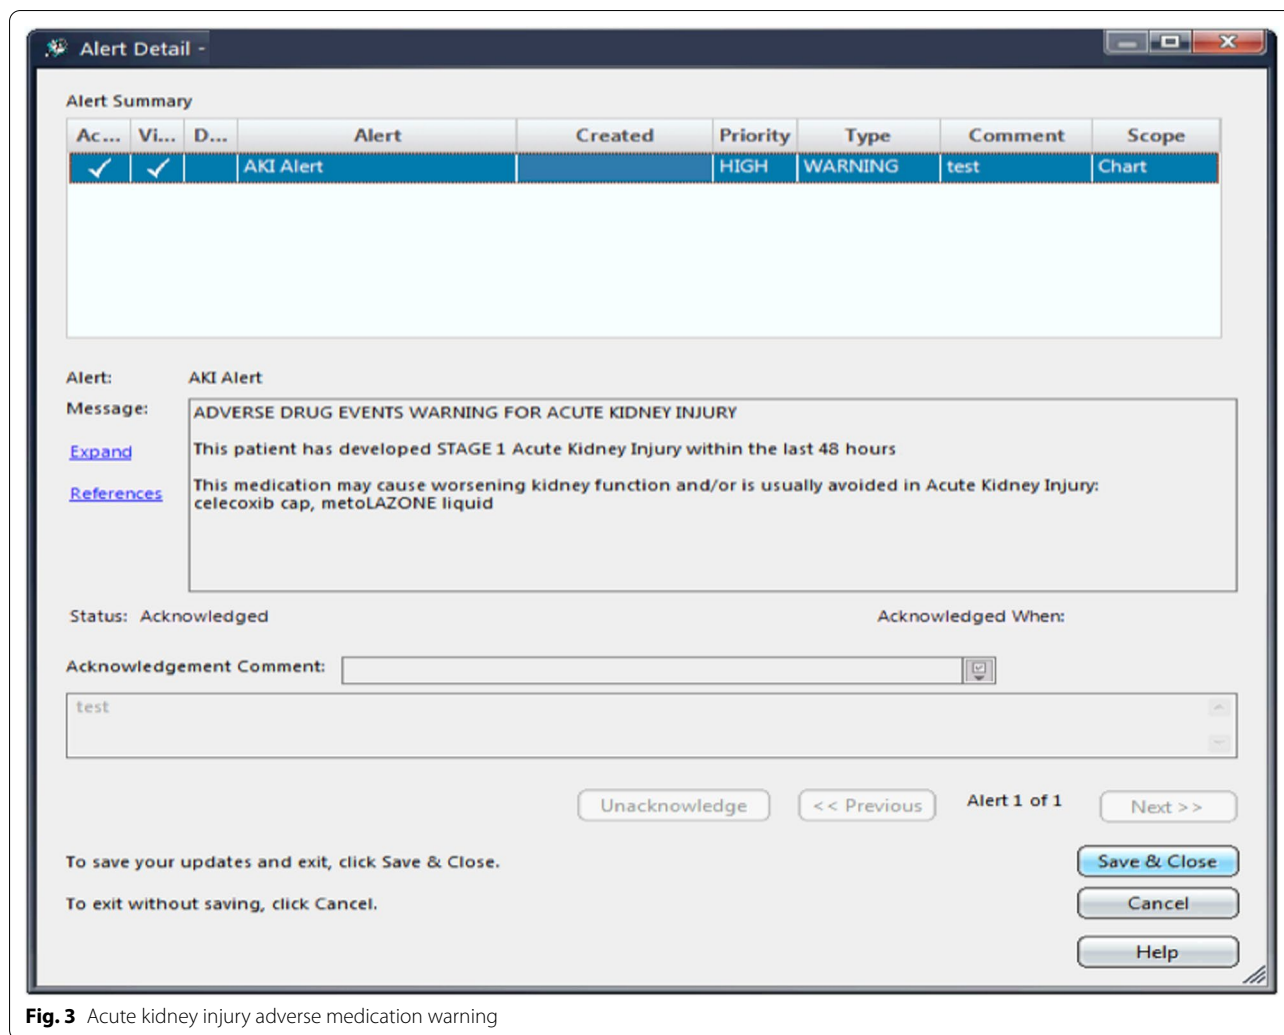 Alert Detail -
Alert Summary
Ac... Vi... D... Alert Created Priority Type Comment Scope
AKI Alert HIGH WARNING test Chart
Alert: AKI Alert
Message: ADVERSE DRUG EVENTS WARNING FOR ACUTE KIDNEY INJURY
Expand This patient has developed STAGE 1 Acute Kidney Injury within the last 48 hours
References This medication may cause worsening kidney function and/or is usually avoided in Acute Kidney Injury:
celecoxib cap, metoLAZONE liquid
Status: Acknowledged Acknowledged When:
Acknowledgement Comment:
test
Unacknowledge << Previous Alert 1 of 1 Next >>
To save your updates and exit, click Save & Close. Save & Close
To exit without saving, click Cancel. Cancel
Help
Fig. 3 Acute kidney injury adverse medication warning